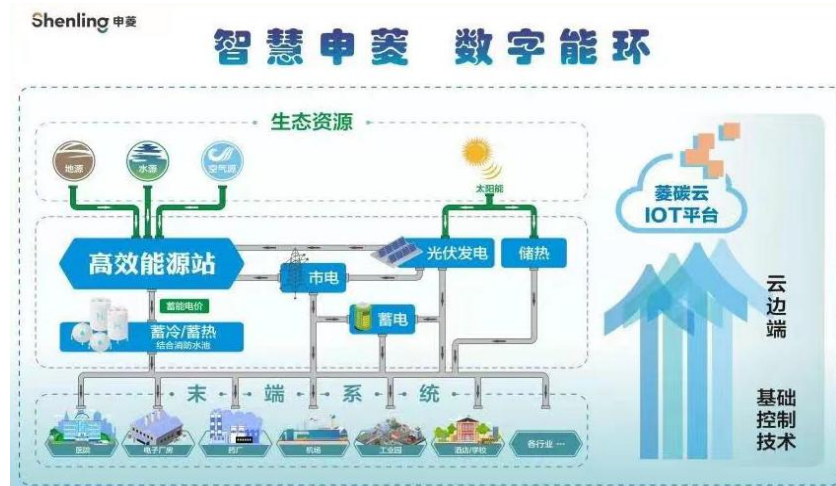 Shenling 申菱
智慧申菱 数字能环
生态资源
地源
水源
空气源
太阳能
高效能源站
市电
光伏发电
储热
蓄能电价
蓄冷/蓄热
结合消防水池
蓄电
末端系统
医院
电子厂房
药厂
机场
工业园
酒店/学校
各行业 …
菱碳云
IOT平台
云边端
基础
控制
技术